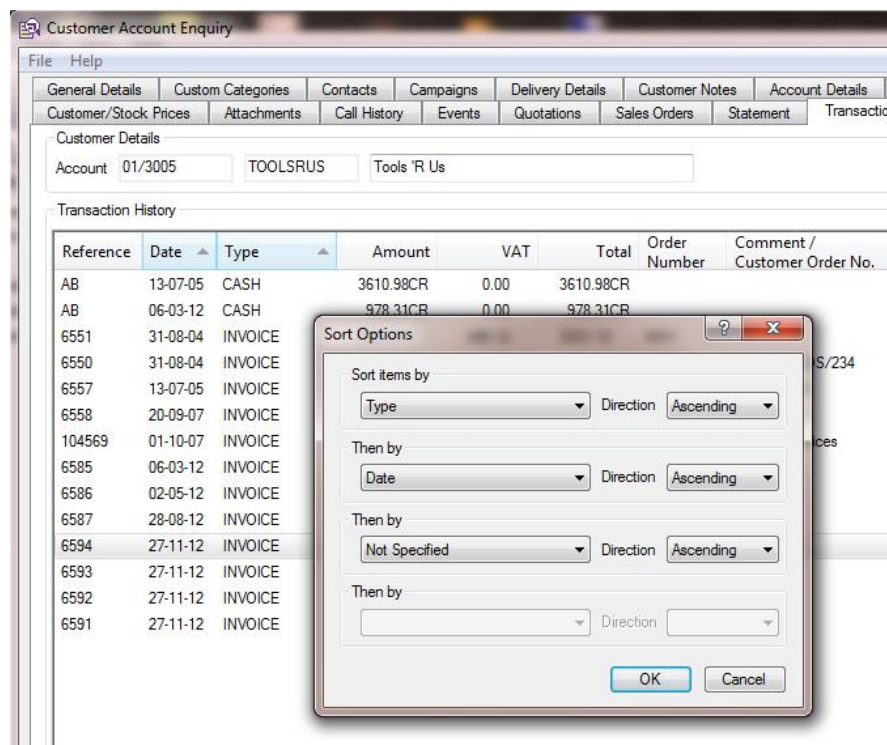 Customer Account Enquiry
File Help
General Details Custom Categories Contacts Campaigns Delivery Details Customer Notes Account Details
Customer/Stock Prices Attachments Call History Events Quotations Sales Orders Statement Transactio
Customer Details
Account 01/3005 TOOLSRUS Tools 'R Us
Transaction History
Reference Date Type Amount VAT Total Order Number Comment / Customer Order No.
AB 13-07-05 CASH 3610.98CR 0.00 3610.98CR
AB 06-03-12 CASH 978.31CR 0.00 978.31CR
6551 31-08-04 INVOICE
6550 31-08-04 INVOICE S/234
6557 13-07-05 INVOICE
6558 20-09-07 INVOICE
104569 01-10-07 INVOICE ices
6585 06-03-12 INVOICE
6586 02-05-12 INVOICE
6587 28-08-12 INVOICE
6594 27-11-12 INVOICE
6593 27-11-12 INVOICE
6592 27-11-12 INVOICE
6591 27-11-12 INVOICE
Sort Options
Sort items by
Type Direction Ascending
Then by
Date Direction Ascending
Then by
Not Specified Direction Ascending
Then by
Direction
OK Cancel